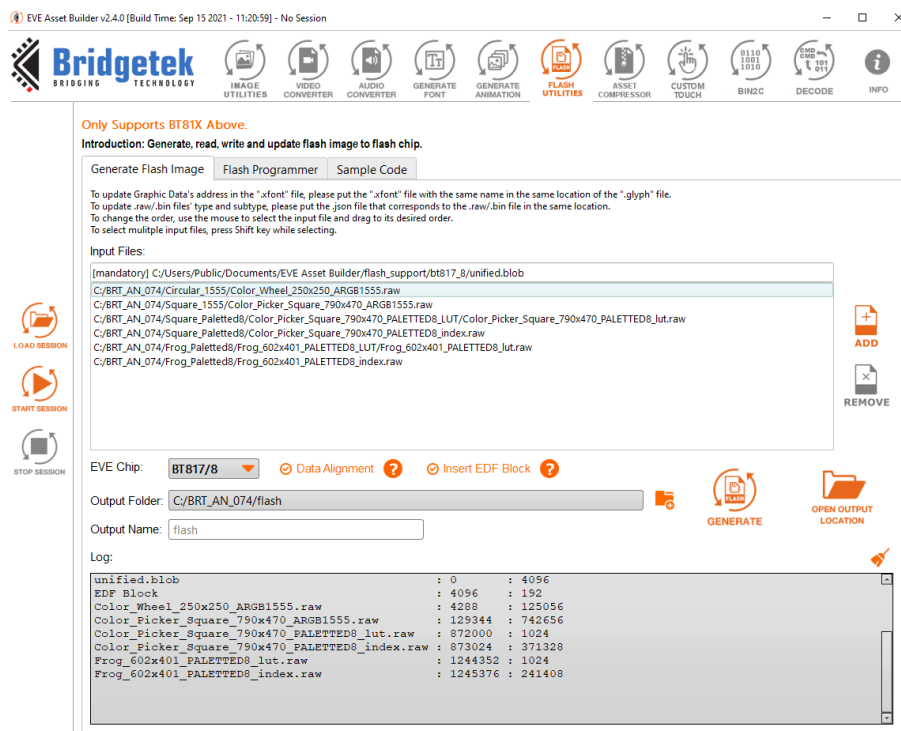 EVE Asset Builder v2.4.0 [Build Time: Sep 15 2021 - 11:20:59] - No Session
Bridgetek
BRIDGING TECHNOLOGY
IMAGE UTILITIES
VIDEO CONVERTER
AUDIO CONVERTER
GENERATE FONT
GENERATE ANIMATION
FLASH
FLASH UTILITIES
ASSET COMPRESSOR
CUSTOM TOUCH
0110
1001
1010
BIN2C
CMD
CMD
101
011
DECODE
INFO
Only Supports BT81X Above.
Introduction: Generate, read, write and update flash image to flash chip.
Generate Flash Image Flash Programmer Sample Code
To update Graphic Data's address in the ".xfont" file, please put the ".xfont" file with the same name in the same location of the ".glyph" file.
To update .raw/.bin files' type and subtype, please put the .json file that corresponds to the .raw/.bin file in the same location.
To change the order, use the mouse to select the input file and drag to its desired order.
To select mulitple input files, press Shift key while selecting.
Input Files:
[mandatory] C:/Users/Public/Documents/EVE Asset Builder/flash_support/bt817_8/unified.blob
C:/BRT_AN_074/Circular_1555/Color_Wheel_250x250_ARGB1555.raw
C:/BRT_AN_074/Square_1555/Color_Picker_Square_790x470_ARGB1555.raw
C:/BRT_AN_074/Square_Paletted8/Color_Picker_Square_790x470_PALETTED8_LUT/Color_Picker_Square_790x470_PALETTED8_lut.raw
C:/BRT_AN_074/Square_Paletted8/Color_Picker_Square_790x470_PALETTED8_index.raw
C:/BRT_AN_074/Frog_Paletted8/Frog_602x401_PALETTED8_LUT/Frog_602x401_PALETTED8_lut.raw
C:/BRT_AN_074/Frog_Paletted8/Frog_602x401_PALETTED8_index.raw
LOAD SESSION
START SESSION
STOP SESSION
ADD
REMOVE
EVE Chip: BT817/8 Data Alignment ? Insert EDF Block ?
Output Folder: C:/BRT_AN_074/flash
Output Name: flash
FLASH
GENERATE
OPEN OUTPUT LOCATION
Log:
unified.blob : 0 : 4096
EDF Block : 4096 : 192
Color_Wheel_250x250_ARGB1555.raw : 4288 : 125056
Color_Picker_Square_790x470_ARGB1555.raw : 129344 : 742656
Color_Picker_Square_790x470_PALETTED8_lut.raw : 872000 : 1024
Color_Picker_Square_790x470_PALETTED8_index.raw : 873024 : 371328
Frog_602x401_PALETTED8_lut.raw : 1244352 : 1024
Frog_602x401_PALETTED8_index.raw : 1245376 : 241408